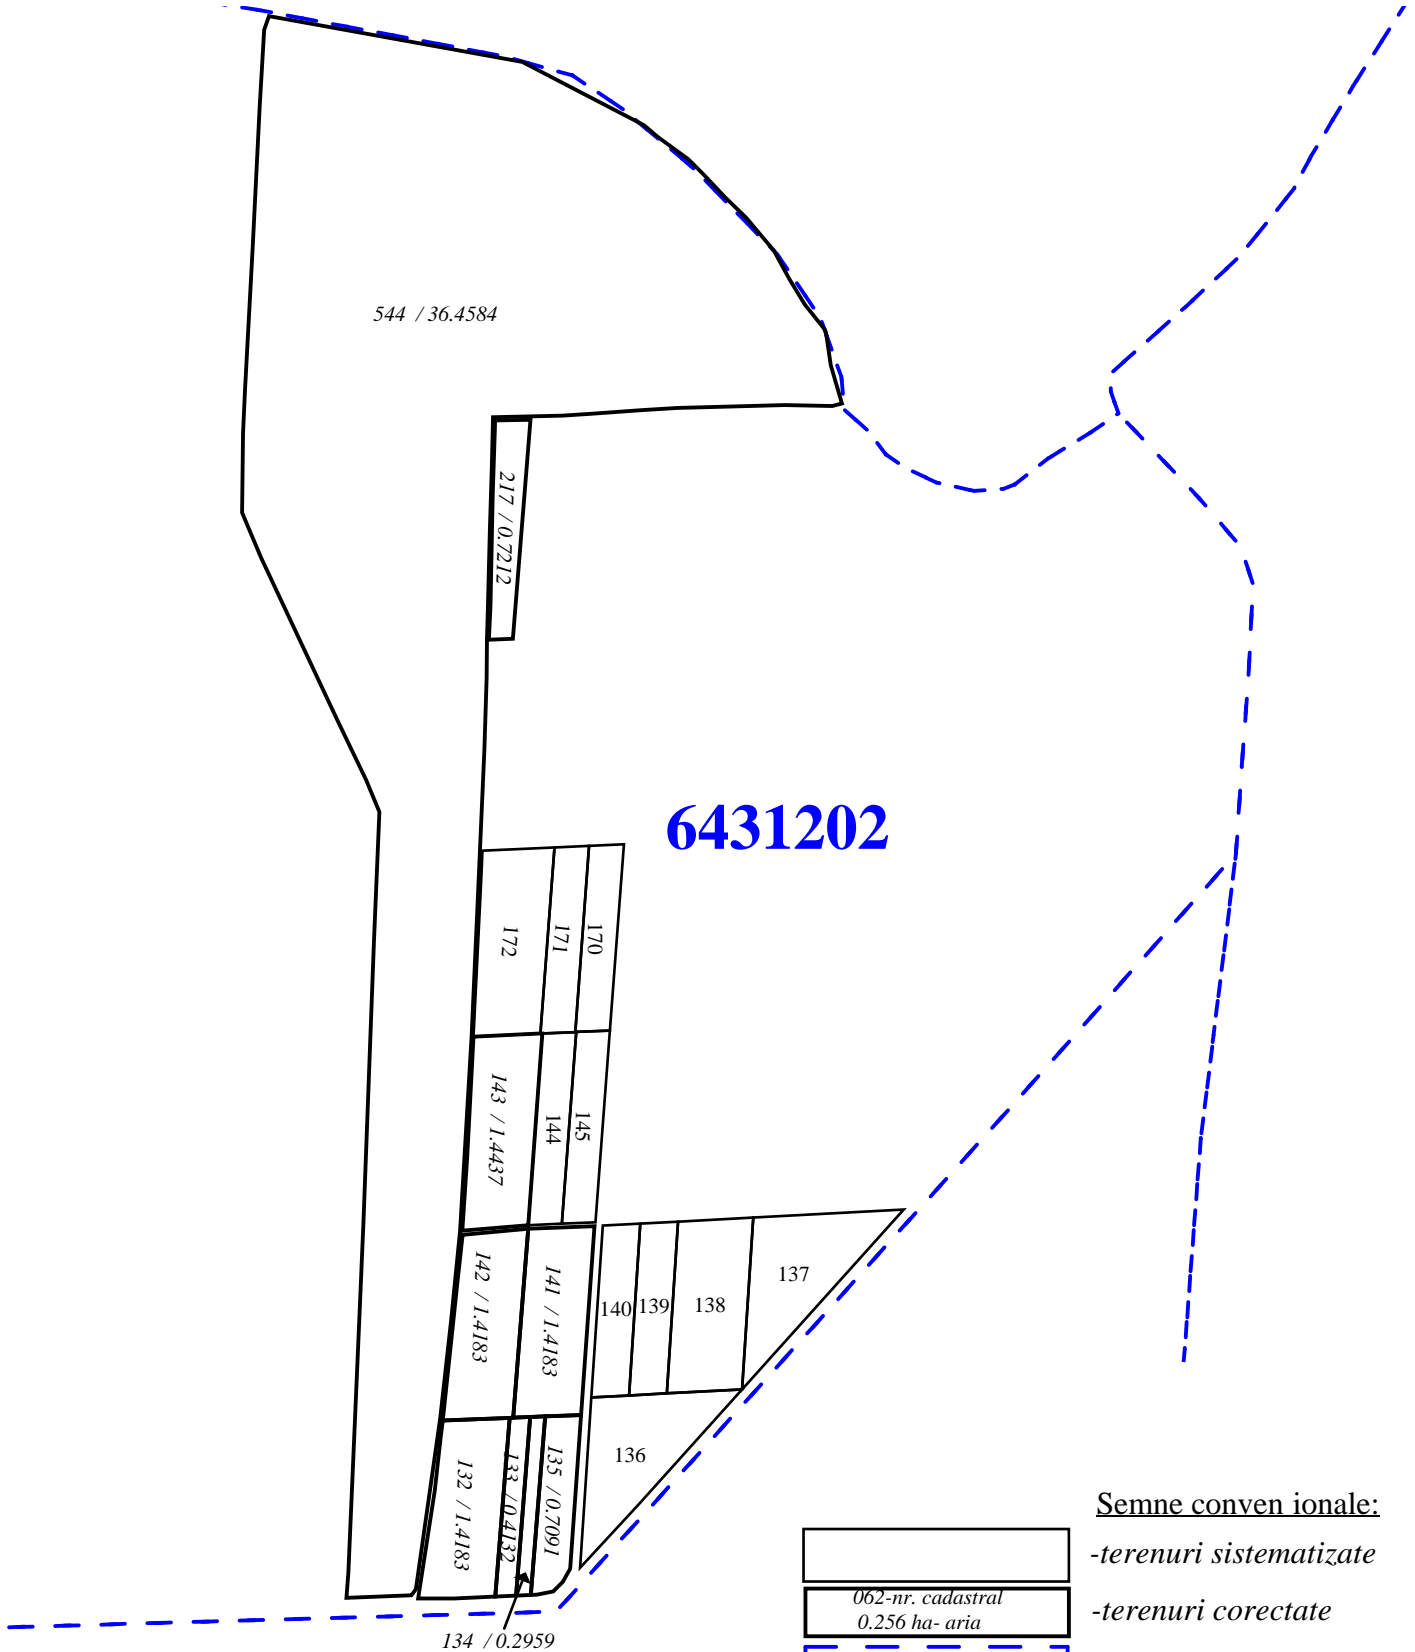 544 / 36.4584
217 / 0.7212
6431202
172
171
170
143 / 1.4437
144
145
142 / 1.4183
141 / 1.4183
140
139
138
137
136
132 / 1.4183
133 / 0.4132
135 / 0.7091
134 / 0.2959
Semne conven ionale:
-terenuri sistematizate
062-nr. cadastral
0.256 ha- aria
-terenuri corectate